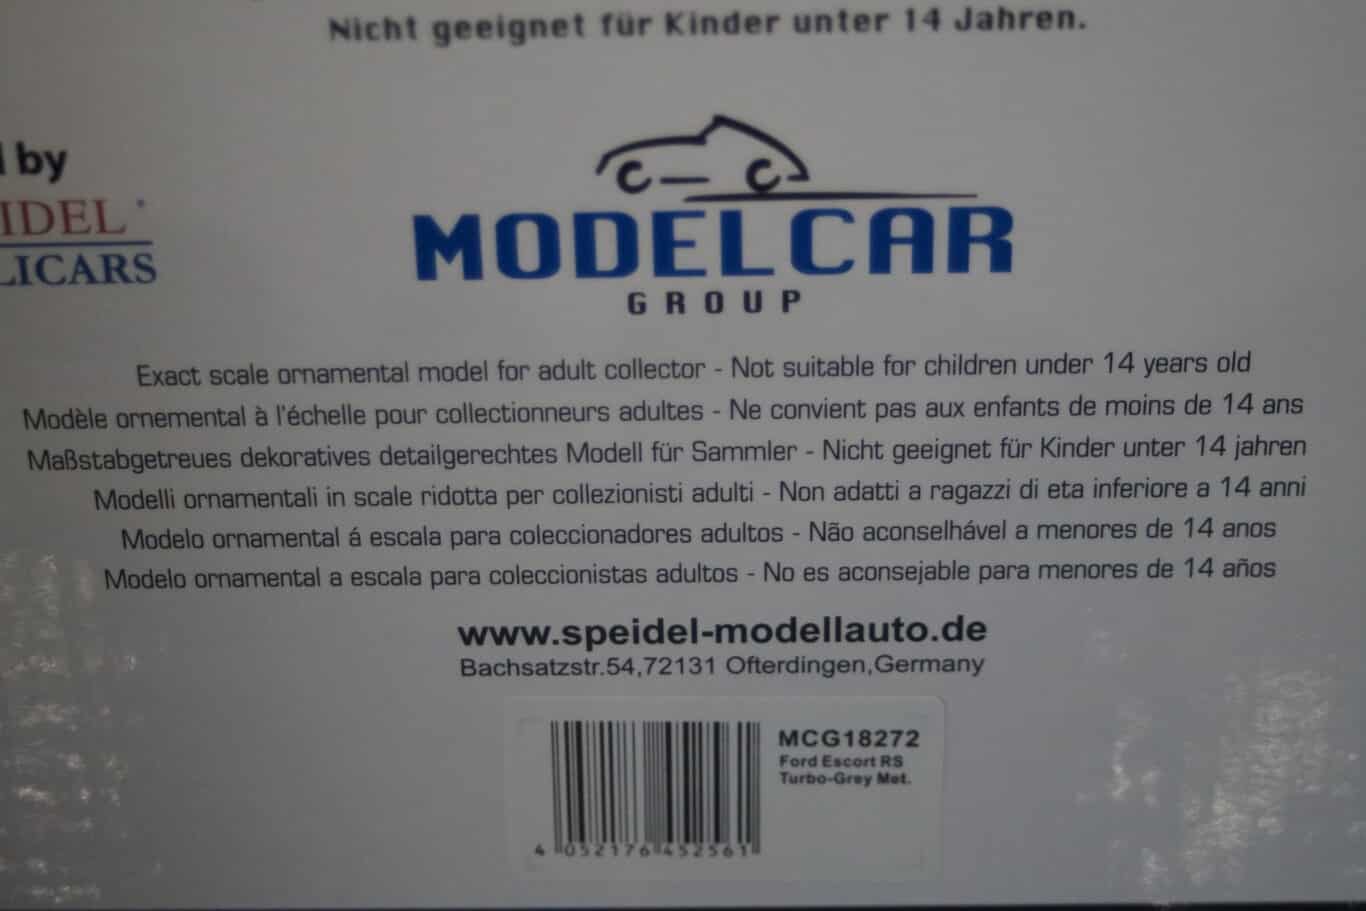 Nicht geeignet für Kinder unter 14 Jahren.
by
IDEL
LICARS
MODELCAR
GROUP
Exact scale ornamental model for adult collector - Not suitable for children under 14 years old
Modèle ornemental à l'échelle pour collectionneurs adultes - Ne convient pas aux enfants de moins de 14 ans
Maßstabgetreues dekoratives detailgerechtes Modell für Sammler - Nicht geeignet für Kinder unter 14 jahren
Modelli ornamentali in scale ridotta per collezionisti adulti - Non adatti a ragazzi di eta inferiore a 14 anni
Modelo ornamental á escala para coleccionadores adultos - Não aconselhável a menores de 14 anos
Modelo ornamental a escala para coleccionistas adultos - No es aconsejable para menores de 14 años
www.speidel-modellauto.de
Bachsatzstr.54,72131 Ofterdingen,Germany
MCG18272
Ford Escort RS
Turbo-Grey Met.
4 052176 452561